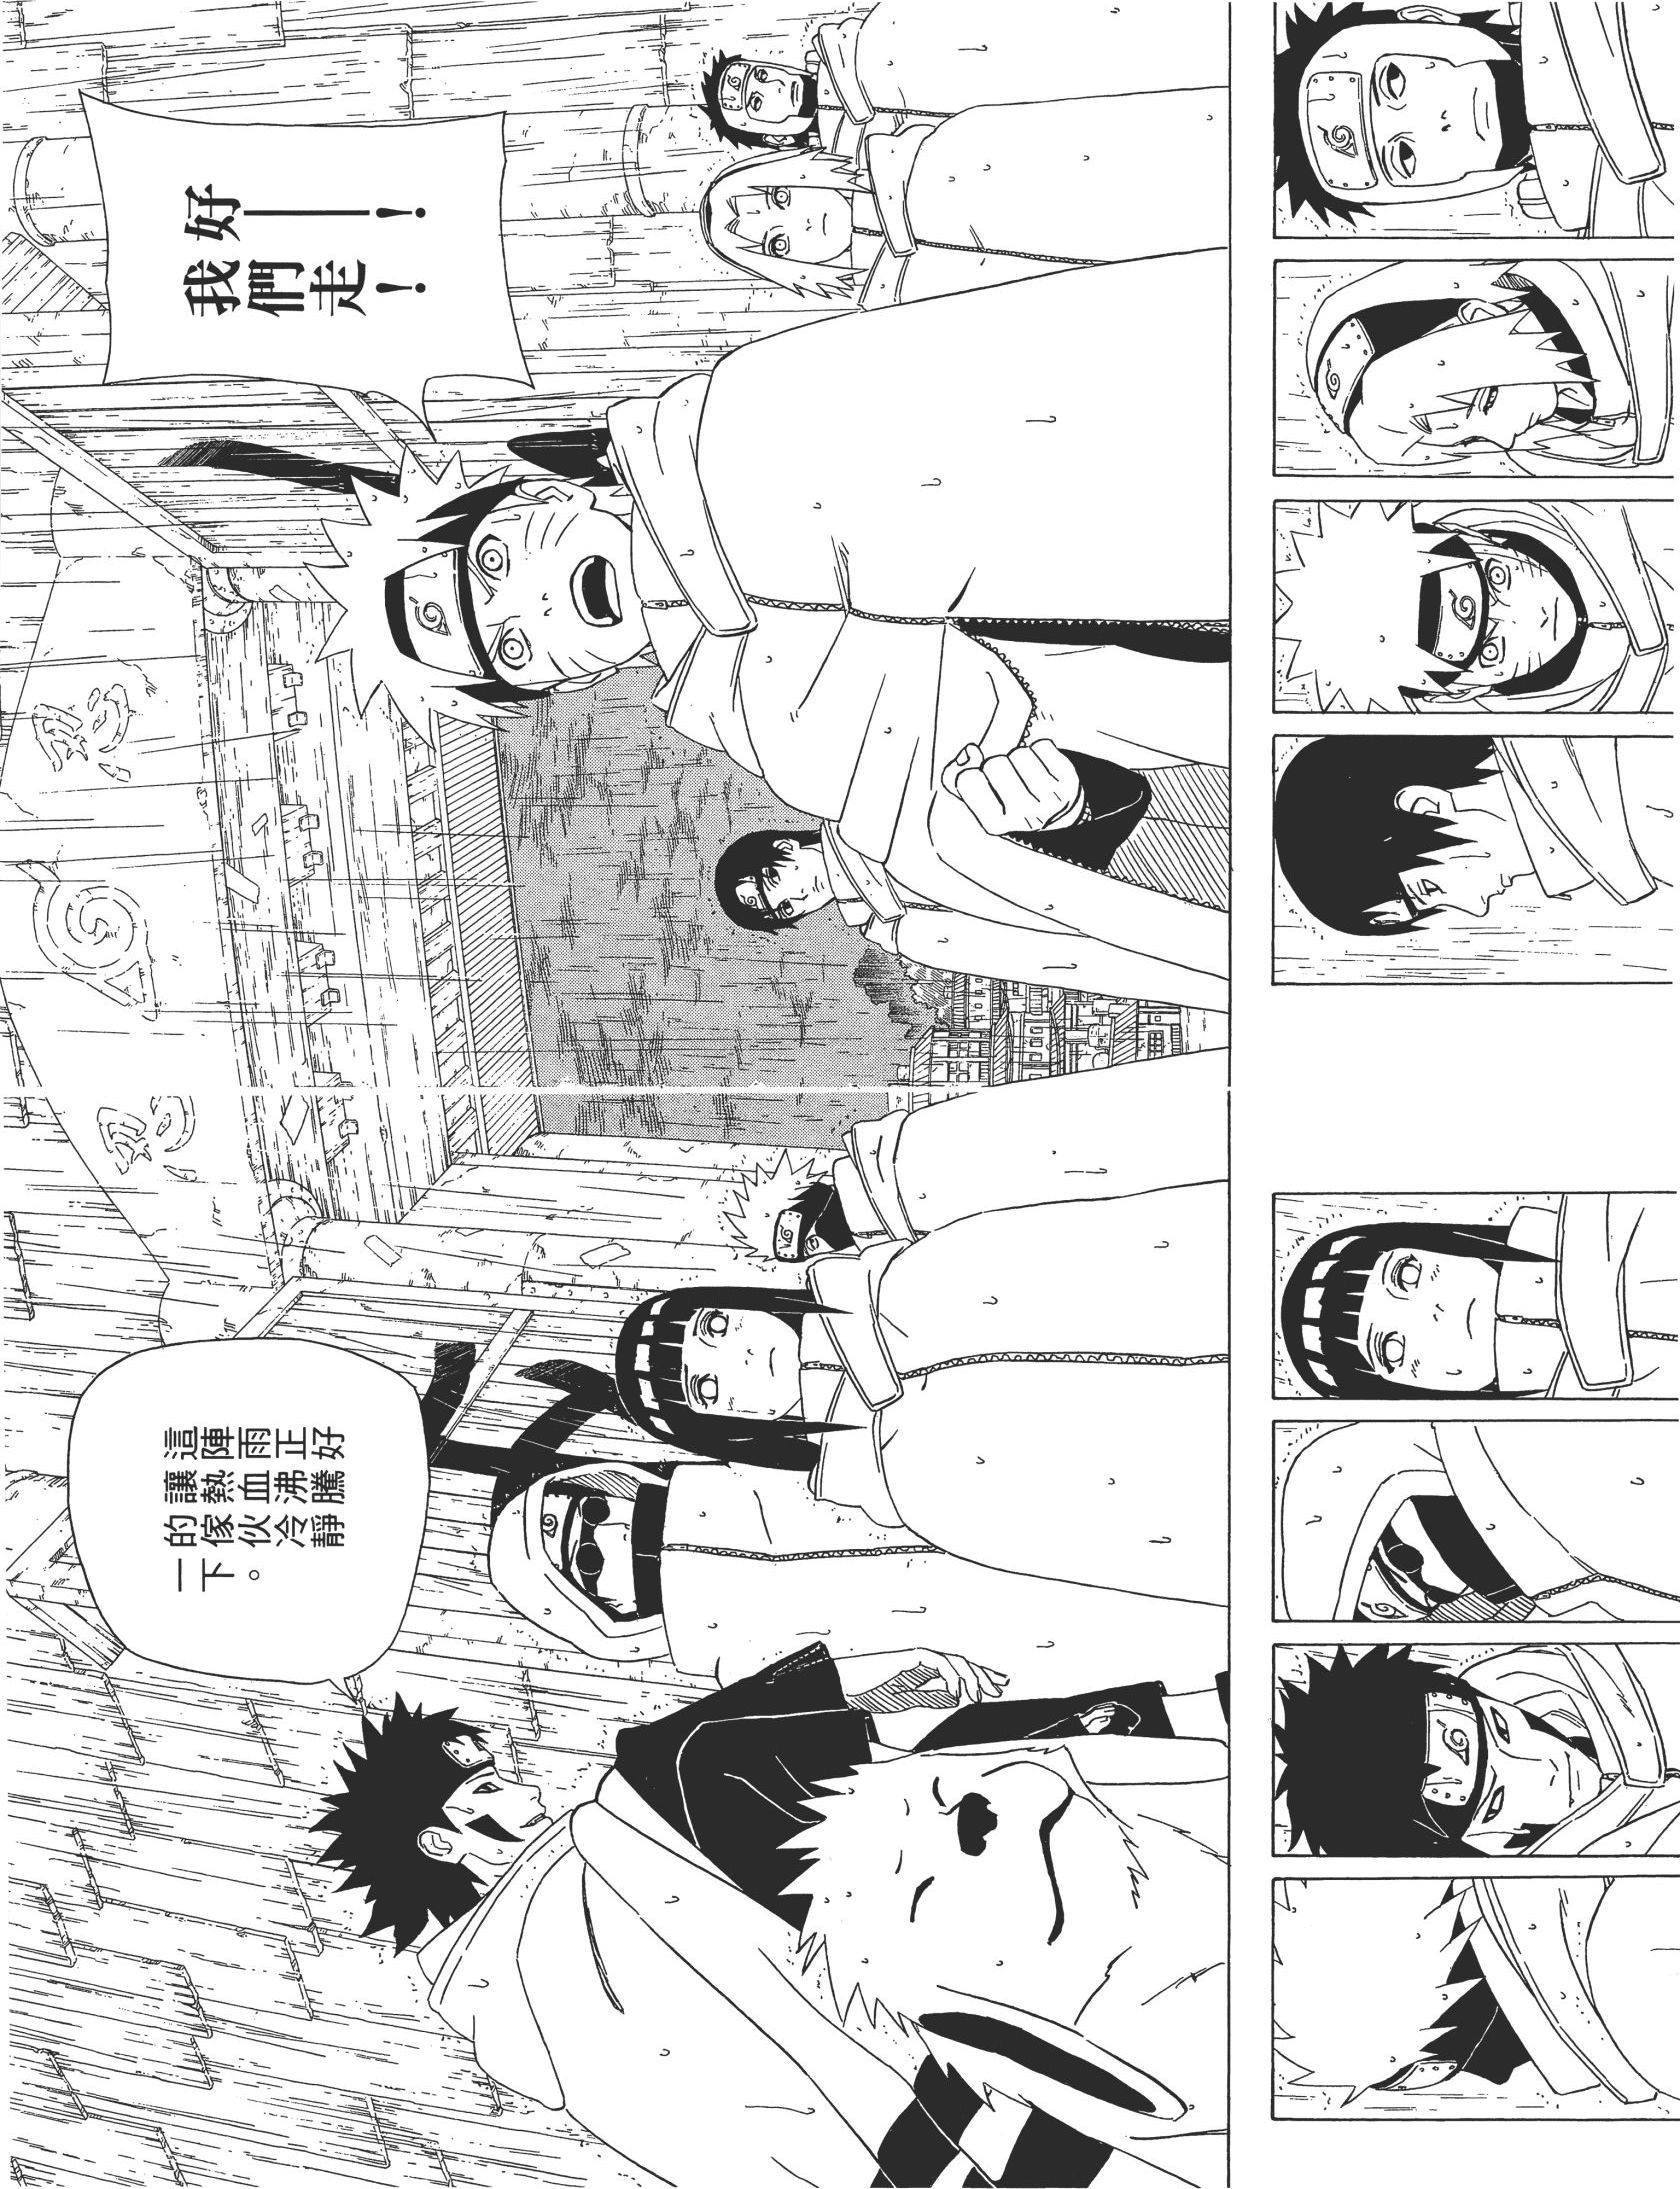 好——！
我們走！
這陣雨正好
讓熱血沸騰
的傢伙冷靜
一下。